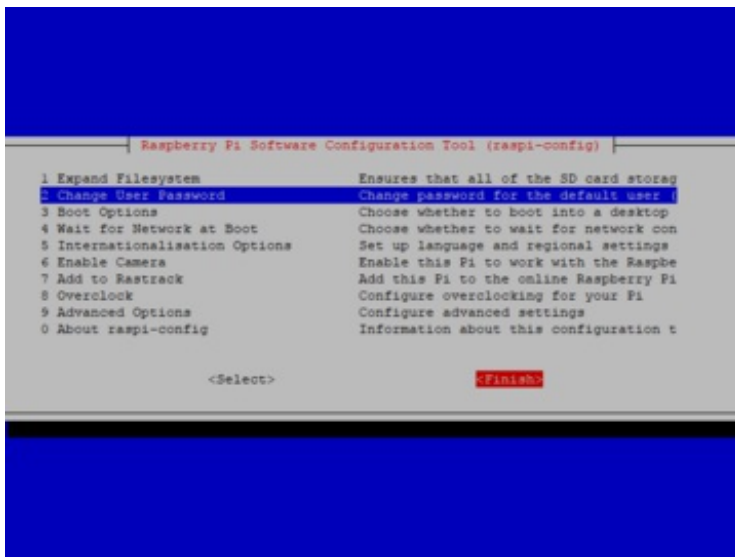 Raspberry Pi Software Configuration Tool (raspi-config)
1 Expand Filesystem Ensures that all of the SD card storag
2 Change User Password Change password for the default user (
3 Boot Options Choose whether to boot into a desktop
4 Wait for Network at Boot Choose whether to wait for network con
5 Internationalisation Options Set up language and regional settings
6 Enable Camera Enable this Pi to work with the Raspbe
7 Add to Rastrack Add this Pi to the online Raspberry Pi
8 Overclock Configure overclocking for your Pi
9 Advanced Options Configure advanced settings
0 About raspi-config Information about this configuration t
<Select> <Finish>